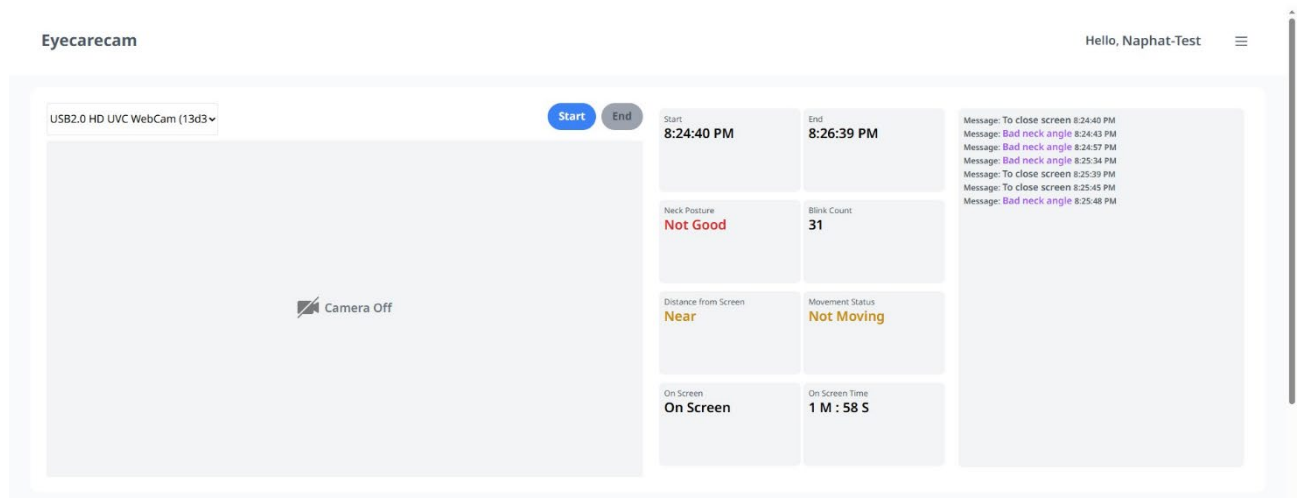 Eyecarecam
Hello, Naphat-Test
USB2.0 HD UVC WebCam (13d3
Start
End
Camera Off
Start
8:24:40 PM
End
8:26:39 PM
Neck Posture
Not Good
Blink Count
31
Distance from Screen
Near
Movement Status
Not Moving
On Screen
On Screen
On Screen Time
1 M : 58 S
Message: To close screen 8:24:40 PM
Message: Bad neck angle 8:24:43 PM
Message: Bad neck angle 8:24:57 PM
Message: Bad neck angle 8:25:34 PM
Message: To close screen 8:25:39 PM
Message: To close screen 8:25:45 PM
Message: Bad neck angle 8:25:48 PM